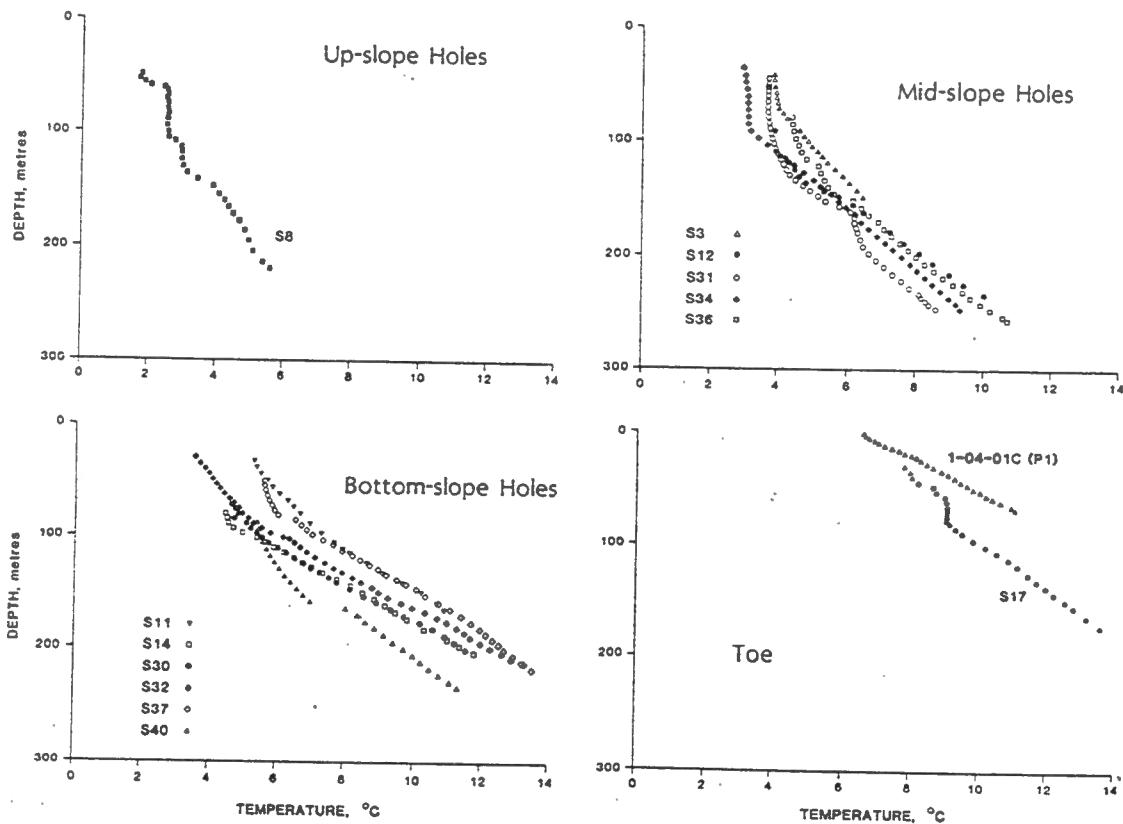 Up-slope Holes
0
100
200
300
DEPTH, metres
S8
0 2 4 6 8 10 12 14
Mid-slope Holes
0
100
200
300
S3
S12
S31
S34
S36
0 2 4 6 8 10 12 14
Bottom-slope Holes
0
100
200
300
DEPTH, metres
S11
S14
S30
S32
S37
S40
0 2 4 6 8 10 12 14
TEMPERATURE, °C
Toe
0
100
200
300
1-04-01C (P1)
S17
0 2 4 6 8 10 12 14
TEMPERATURE, °C